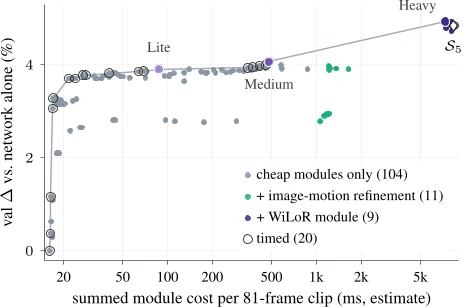 Heavy
S5
Lite
Medium
4
2
0
val Δ vs. network alone (%)
cheap modules only (104)
+ image-motion refinement (11)
+ WiLoR module (9)
timed (20)
20 50 100 200 500 1k 2k 5k
summed module cost per 81-frame clip (ms, estimate)